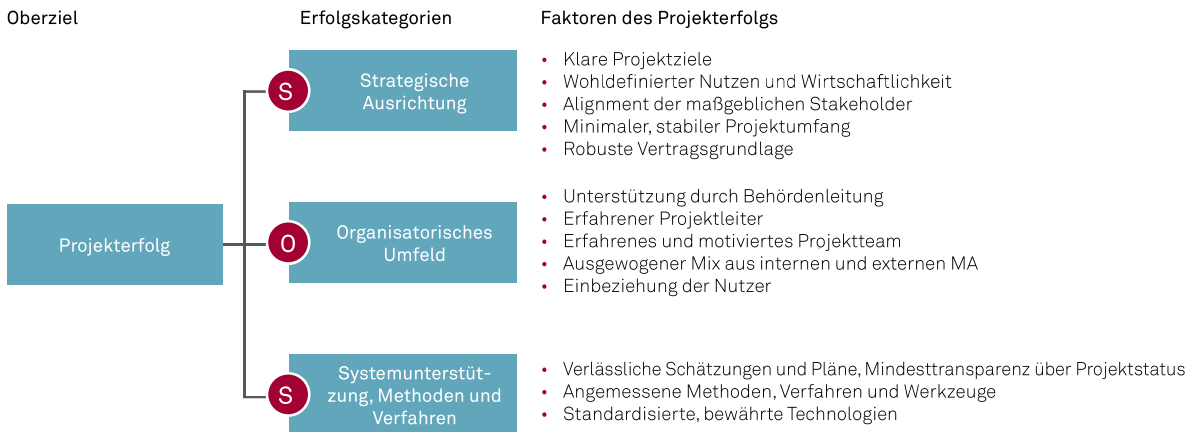 Oberziel
Erfolgskategorien
Faktoren des Projekterfolgs
Projekterfolg
S
Strategische
Ausrichtung
• Klare Projektziele
• Wohldefinierter Nutzen und Wirtschaftlichkeit
• Alignment der maßgeblichen Stakeholder
• Minimaler, stabiler Projektumfang
• Robuste Vertragsgrundlage
O
Organisatorisches
Umfeld
• Unterstützung durch Behördenleitung
• Erfahrener Projektleiter
• Erfahrenes und motiviertes Projektteam
• Ausgewogener Mix aus internen und externen MA
• Einbeziehung der Nutzer
S
Systemunterstüt-
zung, Methoden und
Verfahren
• Verlässliche Schätzungen und Pläne, Mindesttransparenz über Projektstatus
• Angemessene Methoden, Verfahren und Werkzeuge
• Standardisierte, bewährte Technologien